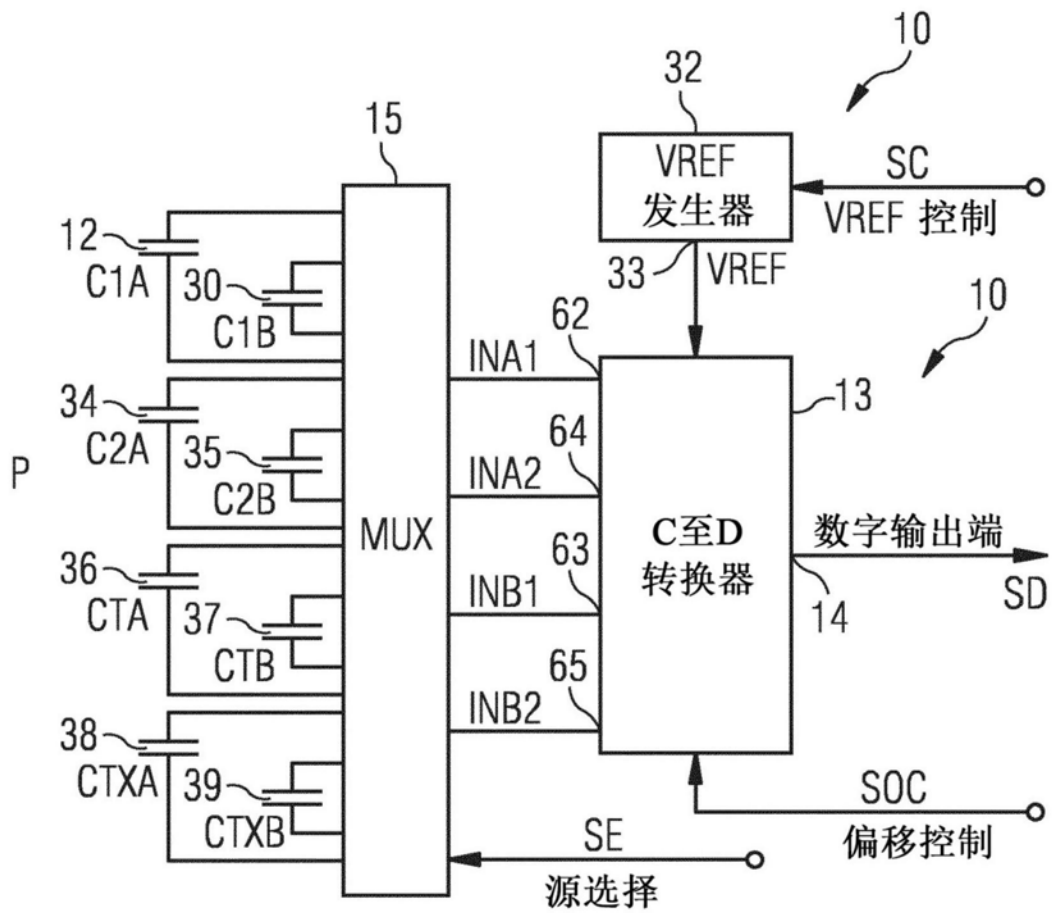 10
32
15
VREF
发生器
SC
VREF 控制
12
C1A
30
C1B
33
VREF
10
62
INA1
13
34
C2A
35
C2B
64
INA2
P
MUX
C至D
转换器
数字输出端
SD
14
36
CTA
37
CTB
63
INB1
65
INB2
38
CTXA
39
CTXB
SOC
偏移控制
SE
源选择